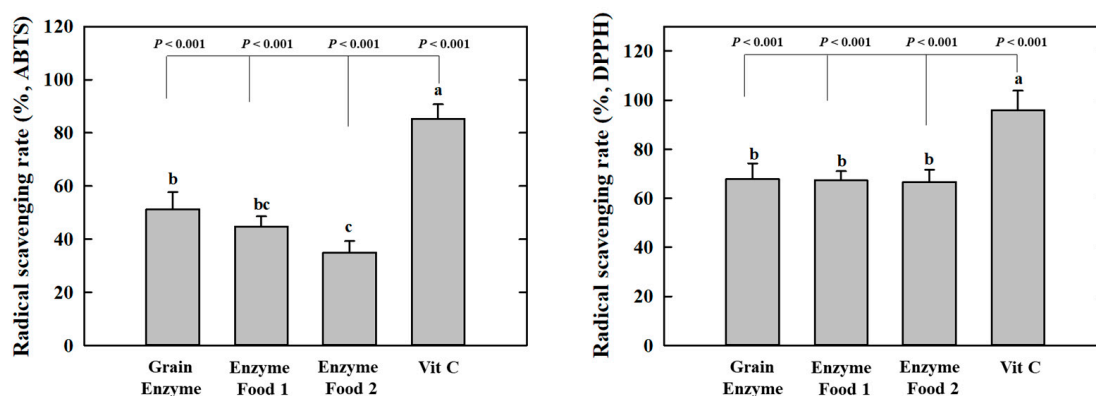 Radical scavenging rate (%, ABTS)
120
100
80
60
40
20
0
P < 0.001 P < 0.001 P < 0.001 P < 0.001
b
bc
c
a
Grain
Enzyme
Enzyme
Food 1
Enzyme
Food 2
Vit C
Radical scavenging rate (%, DPPH)
120
100
80
60
40
20
0
P < 0.001 P < 0.001 P < 0.001 P < 0.001
b
b
b
a
Grain
Enzyme
Enzyme
Food 1
Enzyme
Food 2
Vit C